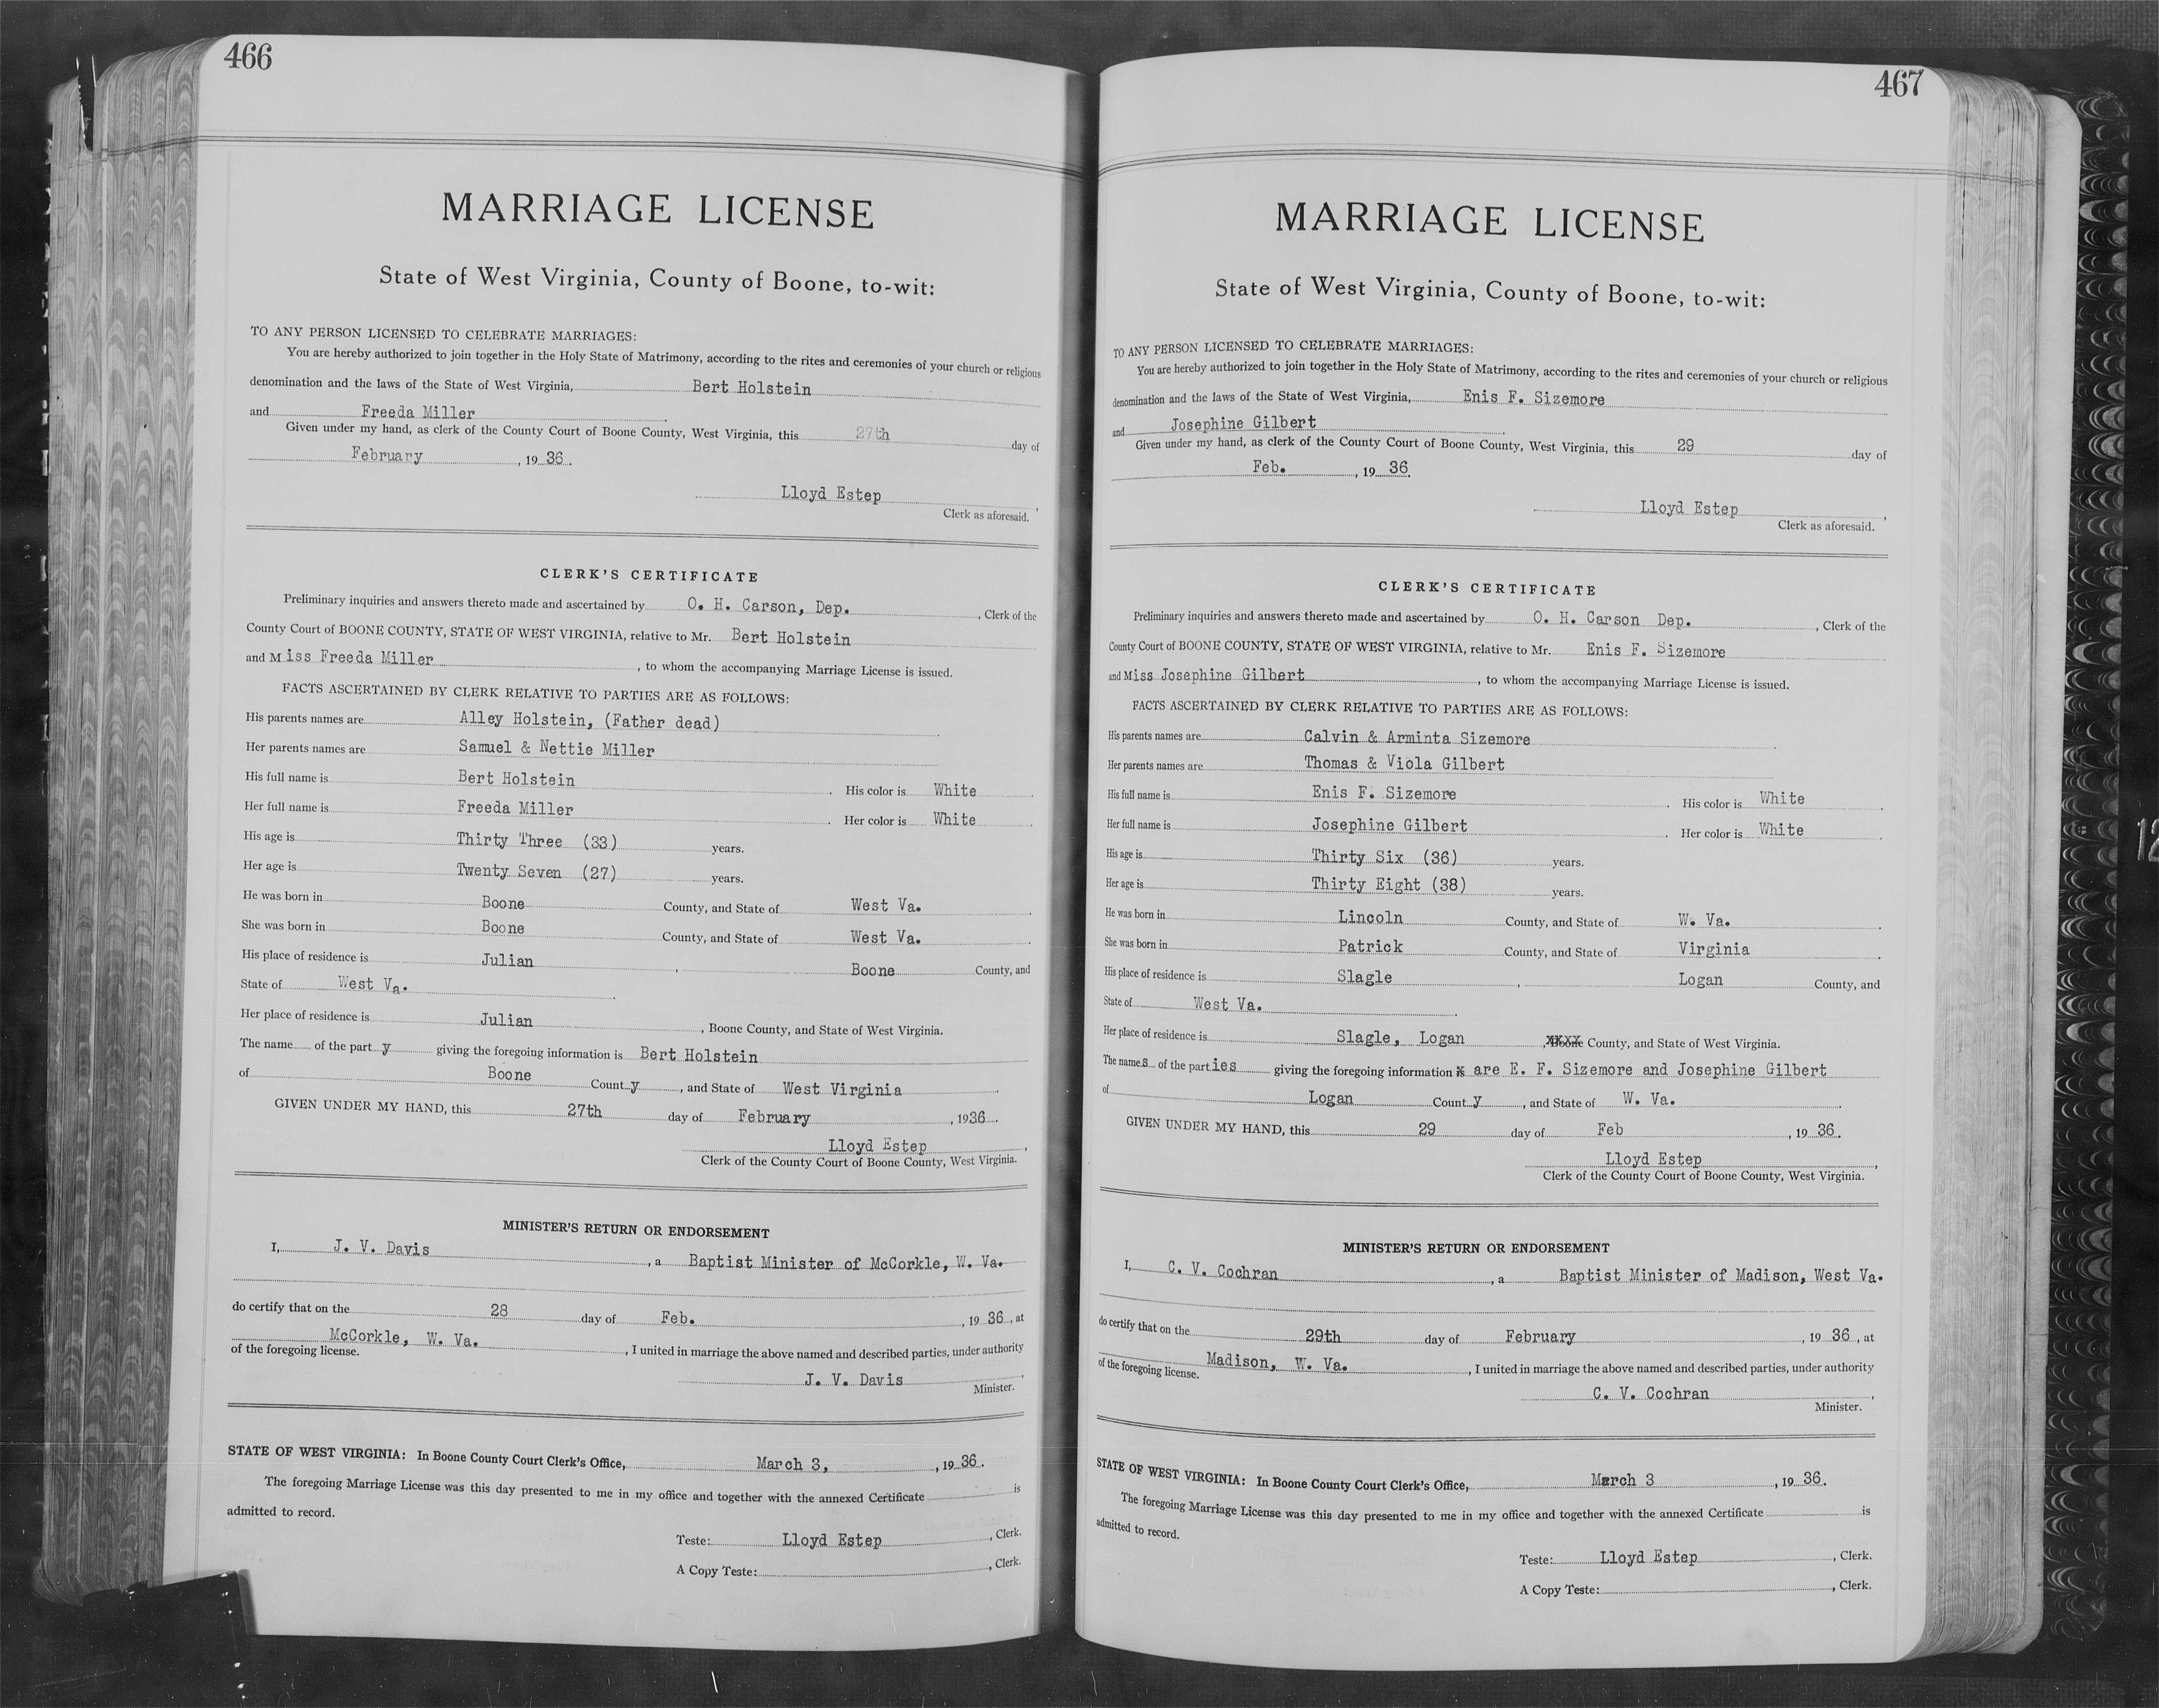 466
MARRIAGE LICENSE
State of West Virginia, County of Boone, to-wit:
TO ANY PERSON LICENSED TO CELEBRATE MARRIAGES:
You are hereby authorized to join together in the Holy State of Matrimony, according to the rites and ceremonies of your church or religious
denomination and the laws of the State of West Virginia, Bert Holstein
and Freeda Miller.
Given under my hand, as clerk of the County Court of Boone County, West Virginia, this 27th day of
February, 19 36.
Lloyd Estep,
Clerk as aforesaid.
CLERK'S CERTIFICATE
Preliminary inquiries and answers thereto made and ascertained by O. H. Carson, Dep., Clerk of the
County Court of BOONE COUNTY, STATE OF WEST VIRGINIA, relative to Mr. Bert Holstein
and Miss Freeda Miller, to whom the accompanying Marriage License is issued.
FACTS ASCERTAINED BY CLERK RELATIVE TO PARTIES ARE AS FOLLOWS:
His parents names are Alley Holstein, (Father dead).
Her parents names are Samuel & Nettie Miller
His full name is Bert Holstein. His color is White.
Her full name is Freeda Miller. Her color is White.
His age is Thirty Three (33) years.
Her age is Twenty Seven (27) years.
He was born in Boone County, and State of West Va.
She was born in Boone County, and State of West Va.
His place of residence is Julian, Boone County, and
State of West Va.
Her place of residence is Julian, Boone County, and State of West Virginia.
The name of the party giving the foregoing information is Bert Holstein
of Boone County, and State of West Virginia.
GIVEN UNDER MY HAND, this 27th day of February, 1936.
Lloyd Estep,
Clerk of the County Court of Boone County, West Virginia.
MINISTER'S RETURN OR ENDORSEMENT
I, J. V. Davis, a Baptist Minister of McCorkle, W. Va.
do certify that on the 28 day of Feb., 19 36, at
McCorkle, W. Va., I united in marriage the above named and described parties, under authority
of the foregoing license.
J. V. Davis,
Minister.
STATE OF WEST VIRGINIA: In Boone County Court Clerk's Office, March 3, , 19 36.
The foregoing Marriage License was this day presented to me in my office and together with the annexed Certificate is
admitted to record.
Teste: Lloyd Estep, Clerk.
A Copy Teste:, Clerk.
467
MARRIAGE LICENSE
State of West Virginia, County of Boone, to-wit:
TO ANY PERSON LICENSED TO CELEBRATE MARRIAGES:
You are hereby authorized to join together in the Holy State of Matrimony, according to the rites and ceremonies of your church or religious
denomination and the laws of the State of West Virginia, Enis F. Sizemore
and Josephine Gilbert.
Given under my hand, as clerk of the County Court of Boone County, West Virginia, this 29 day of
Feb., 19 36.
Lloyd Estep,
Clerk as aforesaid.
CLERK'S CERTIFICATE
Preliminary inquiries and answers thereto made and ascertained by O. H. Carson Dep., Clerk of the
County Court of BOONE COUNTY, STATE OF WEST VIRGINIA, relative to Mr. Enis F. Sizemore
and Miss Josephine Gilbert, to whom the accompanying Marriage License is issued.
FACTS ASCERTAINED BY CLERK RELATIVE TO PARTIES ARE AS FOLLOWS:
His parents names are Calvin & Arminta Sizemore.
Her parents names are Thomas & Viola Gilbert
His full name is Enis F. Sizemore. His color is White.
Her full name is Josephine Gilbert. Her color is White.
His age is Thirty Six (36) years.
Her age is Thirty Eight (38) years.
He was born in Lincoln County, and State of W. Va.
She was born in Patrick County, and State of Virginia.
His place of residence is Slagle, Logan County, and
State of West Va.
Her place of residence is Slagle, Logan, XXXX County, and State of West Virginia.
The names of the parties giving the foregoing information are E. F. Sizemore and Josephine Gilbert
of Logan County, and State of W. Va.
GIVEN UNDER MY HAND, this 29 day of Feb, 19 36.
Lloyd Estep,
Clerk of the County Court of Boone County, West Virginia.
MINISTER'S RETURN OR ENDORSEMENT
I, C. V. Cochran, a Baptist Minister of Madison, West Va.
do certify that on the 29th day of February, 19 36, at
Madison, W. Va., I united in marriage the above named and described parties, under authority
of the foregoing license.
C. V. Cochran,
Minister.
STATE OF WEST VIRGINIA: In Boone County Court Clerk's Office, March 3, 19 36.
The foregoing Marriage License was this day presented to me in my office and together with the annexed Certificate is
admitted to record.
Teste: Lloyd Estep, Clerk.
A Copy Teste:, Clerk.
12